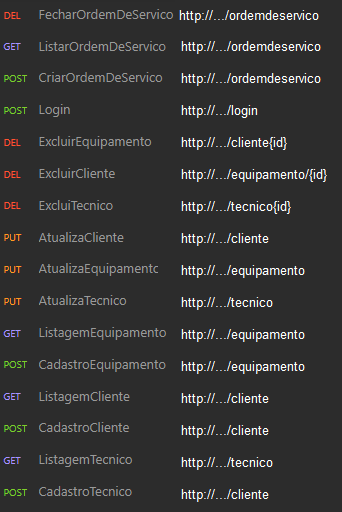 DEL FecharOrdemDeServico http://.../ordemdeservico
GET ListarOrdemDeServico http://.../ordemdeservico
POST CriarOrdemDeServico http://.../ordemdeservico
POST Login http://.../login
DEL ExcluirEquipamento http://.../cliente{id}
DEL ExcluirCliente http://.../equipamento/{id}
DEL ExcluiTecnico http://.../tecnico{id}
PUT AtualizaCliente http://.../cliente
PUT AtualizaEquipamento http://.../equipamento
PUT AtualizaTecnico http://.../tecnico
GET ListagemEquipamento http://.../equipamento
POST CadastroEquipamento http://.../equipamento
GET ListagemCliente http://.../cliente
POST CadastroCliente http://.../cliente
GET ListagemTecnico http://.../tecnico
POST CadastroTecnico http://.../cliente